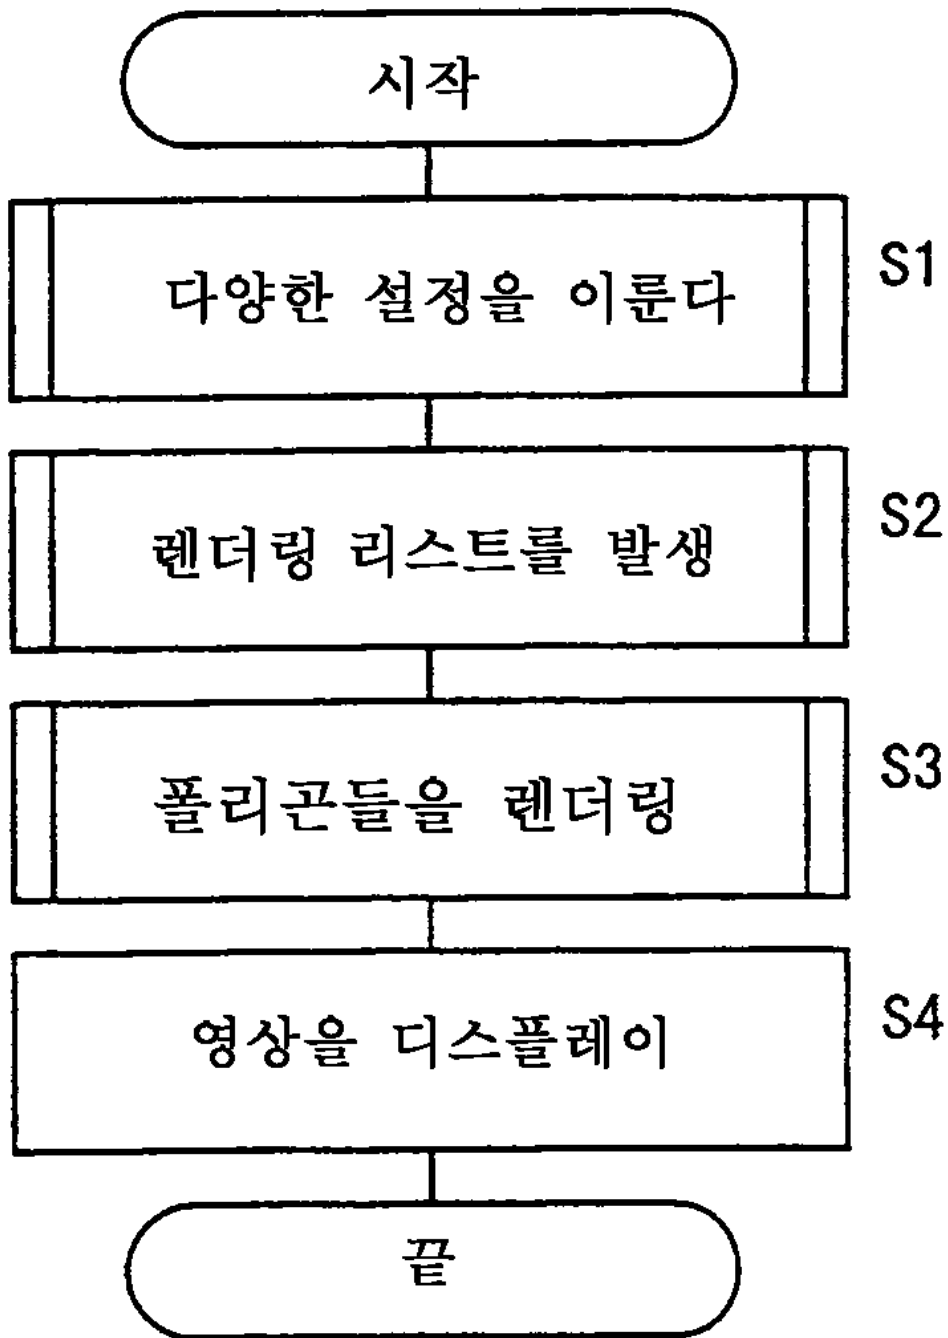 시작
다양한 설정을 이룬다 S1
렌더링 리스트를 발생 S2
폴리곤들을 렌더링 S3
영상을 디스플레이 S4
끝